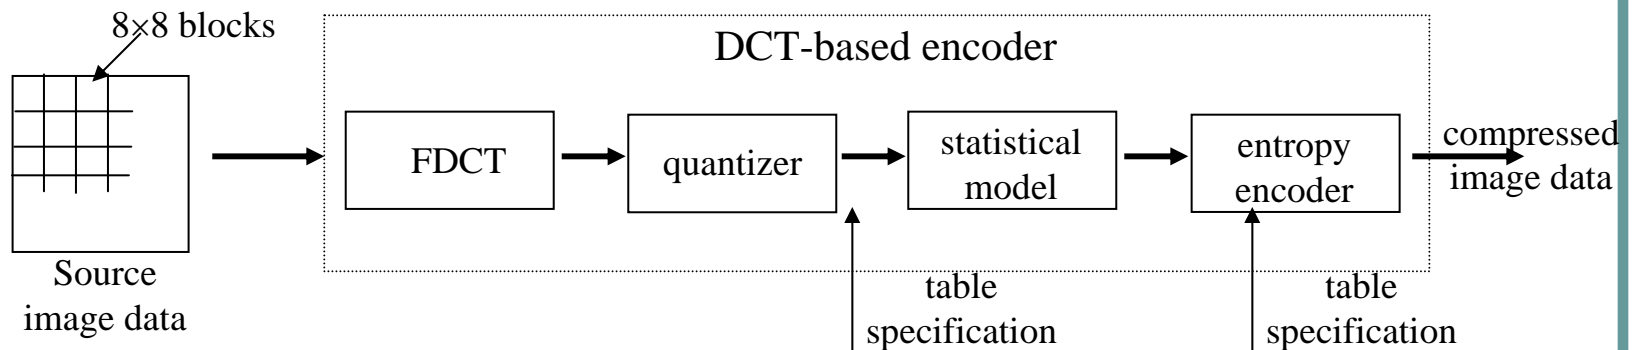 8×8 blocks
DCT-based encoder
FDCT
quantizer
statistical
model
entropy
encoder
compressed
image data
Source
image data
table
specification
table
specification